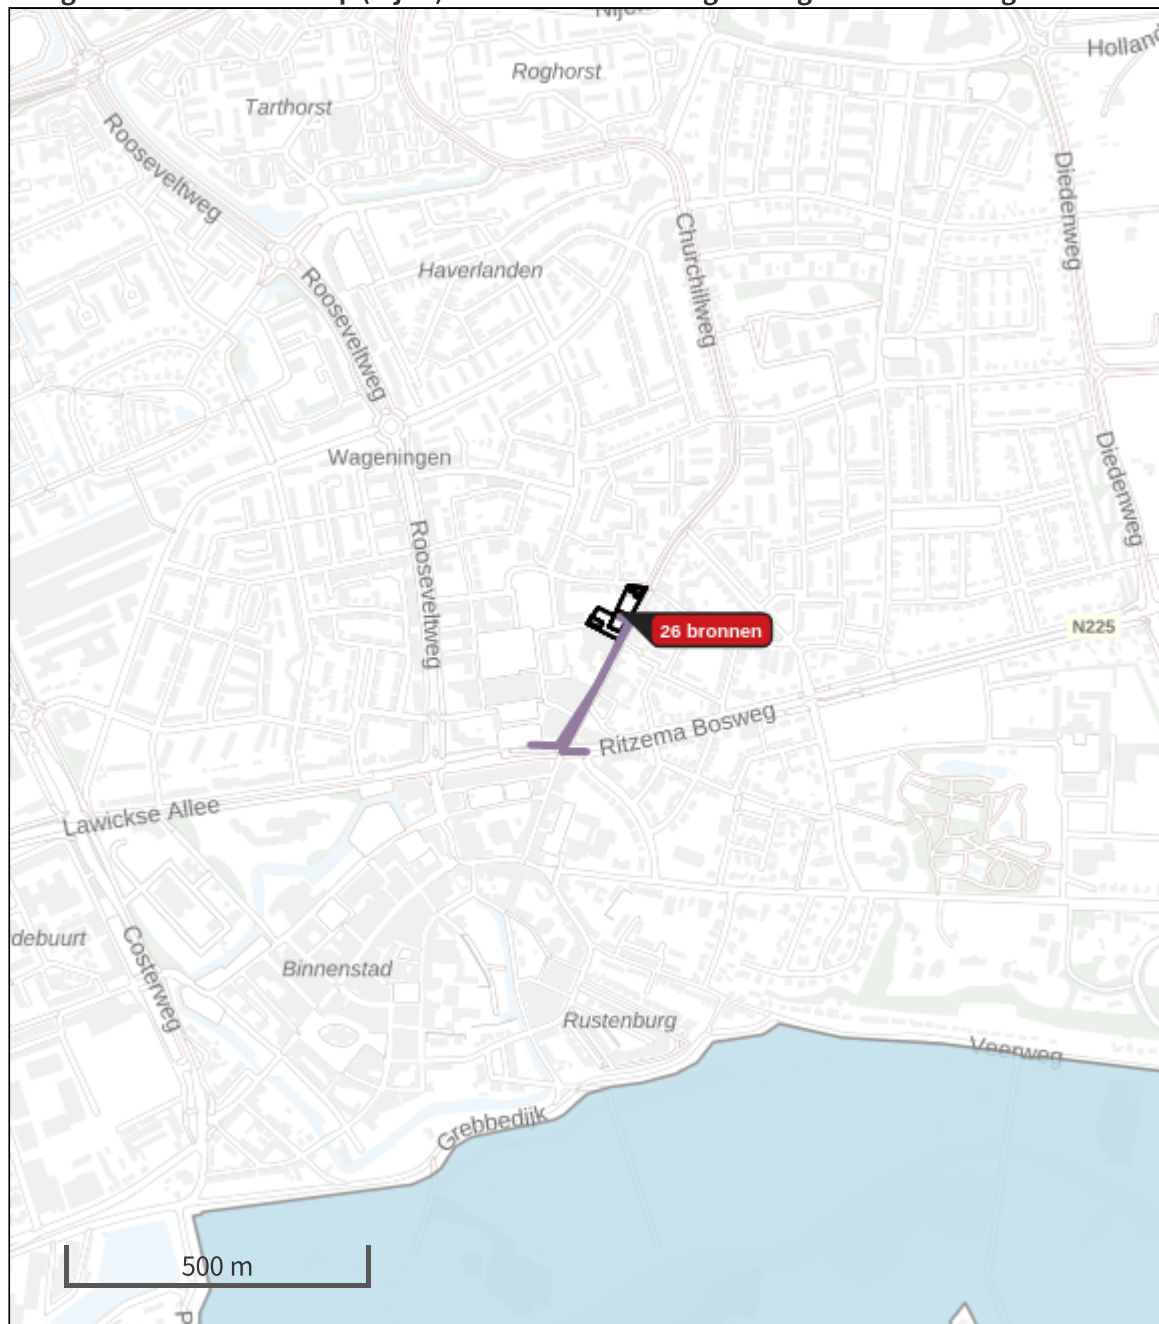 Roghorst
Holland
Tarthorst
Rooseveltweg
Diedenweg
Churchillweg
Haverlanden
Rooseveltweg
Wageningen
Diedenweg
Rooseveltweg
26 bronnen
N225
Ritzema Bosweg
Lawickse Allee
debuurt
Costerweg
Binnenstad
Rustenburg
Veerweg
Grebbedijk
500 m
P